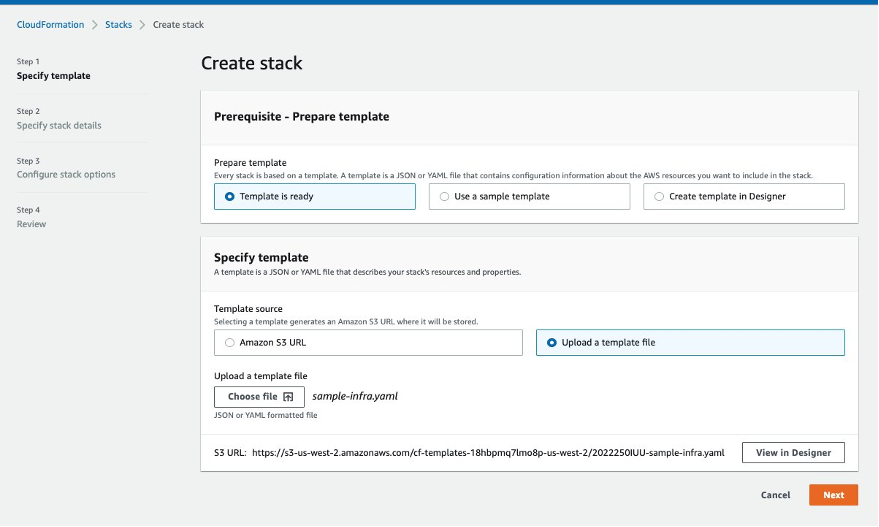 CloudFormation > Stacks > Create stack
Step 1
Specify template
Step 2
Specify stack details
Step 3
Configure stack options
Step 4
Review
Create stack
Prerequisite - Prepare template
Prepare template
Every stack is based on a template. A template is a JSON or YAML file that contains configuration information about the AWS resources you want to include in the stack.
Template is ready
Use a sample template
Create template in Designer
Specify template
A template is a JSON or YAML file that describes your stack's resources and properties.
Template source
Selecting a template generates an Amazon S3 URL where it will be stored.
Amazon S3 URL
Upload a template file
Upload a template file
Choose file sample-infra.yaml
JSON or YAML formatted file
S3 URL: https://s3-us-west-2.amazonaws.com/cf-templates-18hbpmq7lmo8p-us-west-2/2022250IUU-sample-infra.yaml View in Designer
Cancel Next